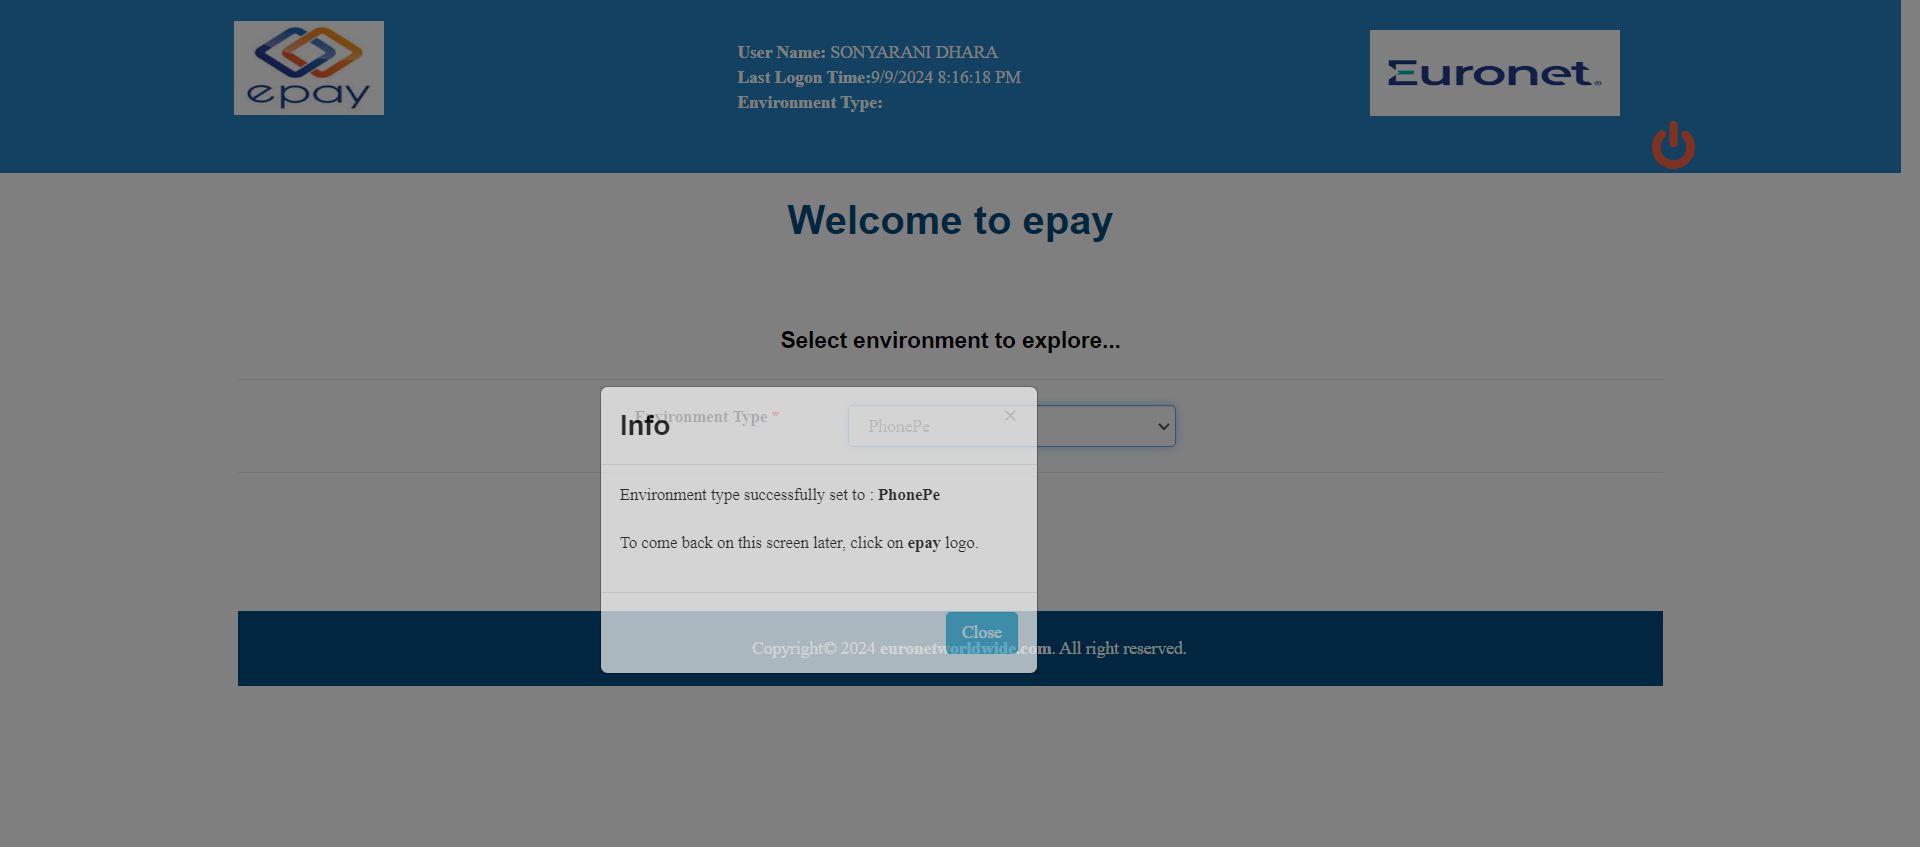 epay
User Name: SONYARANI DHARA
Last Logon Time:9/9/2024 8:16:18 PM
Environment Type:
Euronet
Welcome to epay
Select environment to explore...
Environment Type *
PhonePe
Info
×
Environment type successfully set to : PhonePe
To come back on this screen later, click on epay logo.
Close
Copyright© 2024 euronetworldwide.com. All right reserved.